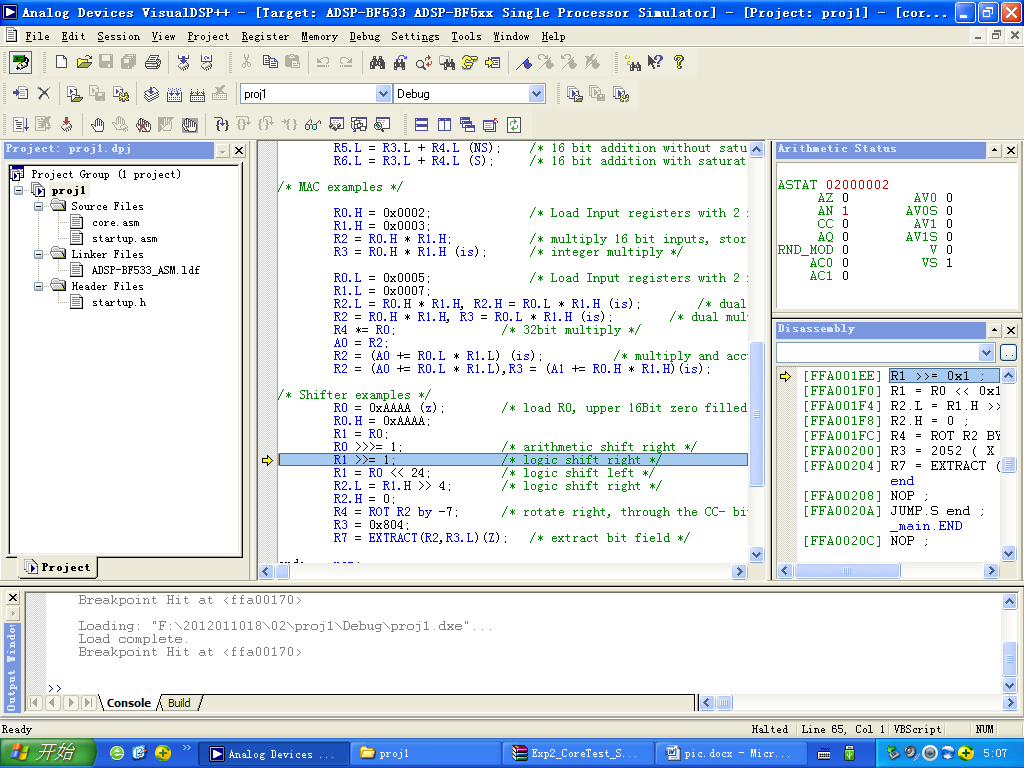 Analog Devices VisualDSP++ - [Target: ADSP-BF533 ADSP-BF5xx Single Processor Simulator] - [Project: proj1] - [cor...
File Edit Session View Project Register Memory Debug Settings Tools Window Help
proj1 Debug
Project: proj1.dpj
Project Group (1 project)
proj1
Source Files
core.asm
startup.asm
Linker Files
ADSP-BF533_ASM.ldf
Header Files
startup.h
Project
R5.L = R3.L + R4.L (NS); /* 16 bit addition without satu
R6.L = R3.L + R4.L (S); /* 16 bit addition with saturat
/* MAC examples */
R0.H = 0x0002; /* Load Input registers with 2
R1.H = 0x0003;
R2 = R0.H * R1.H; /* multiply 16 bit inputs, stor
R3 = R0.H * R1.H (is); /* integer multiply */
R0.L = 0x0005; /* Load Input registers with 2
R1.L = 0x0007;
R2.L = R0.H * R1.H, R2.H = R0.L * R1.H (is); /* dual
R2 = R0.H * R1.H, R3 = R0.L * R1.H (is); /* dual mul
R4 *= R0; /* 32bit multiply */
A0 = R2;
R2 = (A0 += R0.L * R1.L) (is); /* multiply and acc
R2 = (A0 += R0.L * R1.L),R3 = (A1 += R0.H * R1.H)(is);
/* Shifter examples */
R0 = 0xAAAA (z); /* load R0, upper 16Bit zero filled
R0.H = 0xAAAA;
R1 = R0;
R0 >>>= 1; /* arithmetic shift right */
R1 >>= 1; /* logic shift right */
R1 = R0 << 24; /* logic shift left */
R2.L = R1.H >> 4; /* logic shift right */
R2.H = 0;
R4 = ROT R2 by -7; /* rotate right, through the CC- bi
R3 = 0x804;
R7 = EXTRACT(R2,R3.L)(Z); /* extract bit field */
Arithmetic Status
ASTAT 02000002
AZ 0 AV0 0
AN 1 AV0S 0
CC 0 AV1 0
AQ 0 AV1S 0
RND_MOD 0 V 0
AC0 0 VS 1
AC1 0
Disassembly
[FFA001EE] R1 >>= 0x1 ;
[FFA001F0] R1 = R0 << 0x1
[FFA001F4] R2.L = R1.H >>
[FFA001F8] R2.H = 0 ;
[FFA001FC] R4 = ROT R2 BY
[FFA00200] R3 = 2052 ( X
[FFA00204] R7 = EXTRACT (
end
[FFA00208] NOP ;
[FFA0020A] JUMP.S end ;
_main.END
[FFA0020C] NOP ;
Output Window
Breakpoint Hit at <ffa00170>
Loading: "F:\2012011018\02\proj1\Debug\proj1.dxe"...
Load complete.
Breakpoint Hit at <ffa00170>
>>
Console Build
Ready Halted Line 65, Col 1 VBScript NUM
开始 Analog Devices ... proj1 Exp2_CoreTest_S... pic.docx - Micr... 5:07